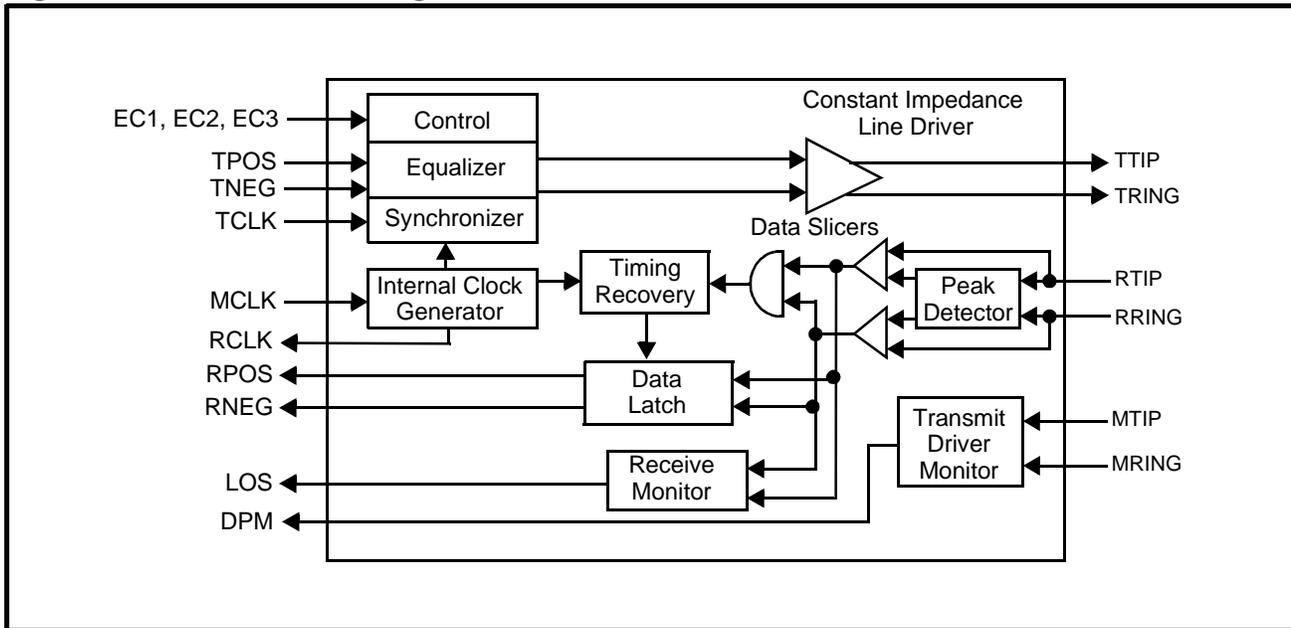 EC1, EC2, EC3
Control
Constant Impedance
Line Driver
TPOS
Equalizer
TTIP
TNEG
TRING
TCLK
Synchronizer
Data Slicers
MCLK
Internal Clock
Generator
Timing
Recovery
Peak
Detector
RTIP
RRING
RCLK
RPOS
RNEG
Data
Latch
Transmit
Driver
Monitor
MTIP
MRING
Receive
Monitor
LOS
DPM